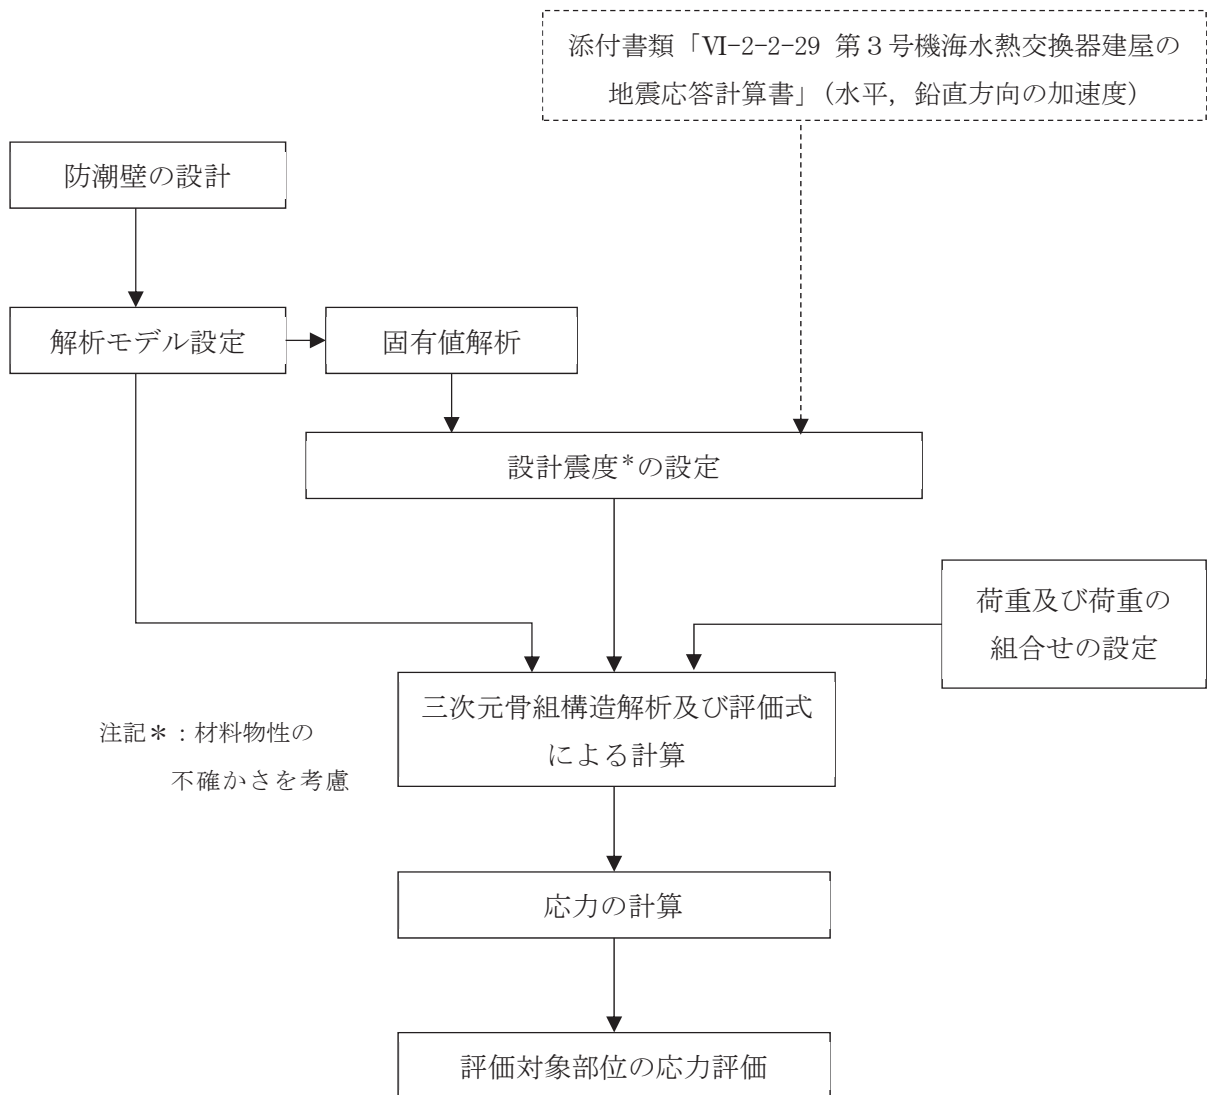 添付書類「Ⅵ-2-2-29 第３号機海水熱交換器建屋の
地震応答計算書」（水平，鉛直方向の加速度）
防潮壁の設計
解析モデル設定
固有値解析
設計震度*の設定
荷重及び荷重の
組合せの設定
三次元骨組構造解析及び評価式
による計算
注記＊：材料物性の
不確かさを考慮
応力の計算
評価対象部位の応力評価